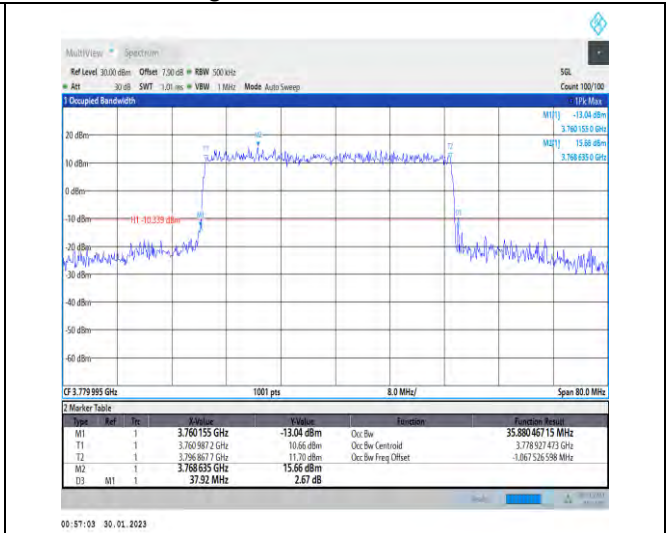 MultiView Spectrum
Ref Level 30.00 dBm Offset 7.90 dB RBW 500 kHz SGL
Att 30 dB SWT 1.01 ms VBW 1 MHz Mode Auto Sweep Count 100/100
1 Occupied Bandwidth 1Pk Max
M1[1] -13.04 dBm
3.760 155 0 GHz
M2[1] 15.66 dBm
3.768 635 0 GHz
20 dBm
T1
M2
T2
10 dBm
0 dBm
-10 dBm
H1 -10.339 dBm
M1
D3
-20 dBm
-30 dBm
-40 dBm
-50 dBm
-60 dBm
CF 3.779 995 GHz 1001 pts 8.0 MHz/ Span 80.0 MHz
2 Marker Table
Type Ref Trc X-Value Y-Value Function Function Result
M1 1 3.760 155 GHz -13.04 dBm Occ Bw 35.880 467 15 MHz
T1 1 3.760 987 2 GHz 10.66 dBm Occ Bw Centroid 3.778 927 473 GHz
T2 1 3.796 867 7 GHz 11.70 dBm Occ Bw Freq Offset -1.067 526 598 MHz
M2 1 3.768 635 GHz 15.66 dBm
D3 M1 1 37.92 MHz 2.67 dB
00:57:03 30.01.2023